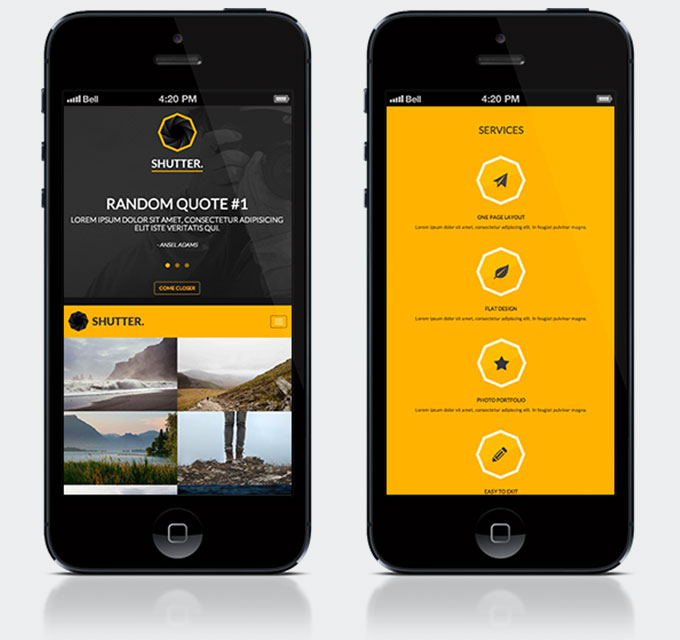 Bell
4:20 PM
SHUTTER.
RANDOM QUOTE #1
LOREM IPSUM DOLOR SIT AMET, CONSECTETUR ADIPISICING
ELIT ISTE VERITATIS QUI.
- ANSEL ADAMS
COME CLOSER
SHUTTER.
Bell
4:20 PM
SERVICES
ONE PAGE LAYOUT
Lorem ipsum dolor sit amet, consectetur adipiscing elit. In feugiat pulvinar magna.
FLAT DESIGN
Lorem ipsum dolor sit amet, consectetur adipiscing elit. In feugiat pulvinar magna.
PHOTO PORTFOLIO
Lorem ipsum dolor sit amet, consectetur adipiscing elit. In feugiat pulvinar magna.
EASY TO EXIT